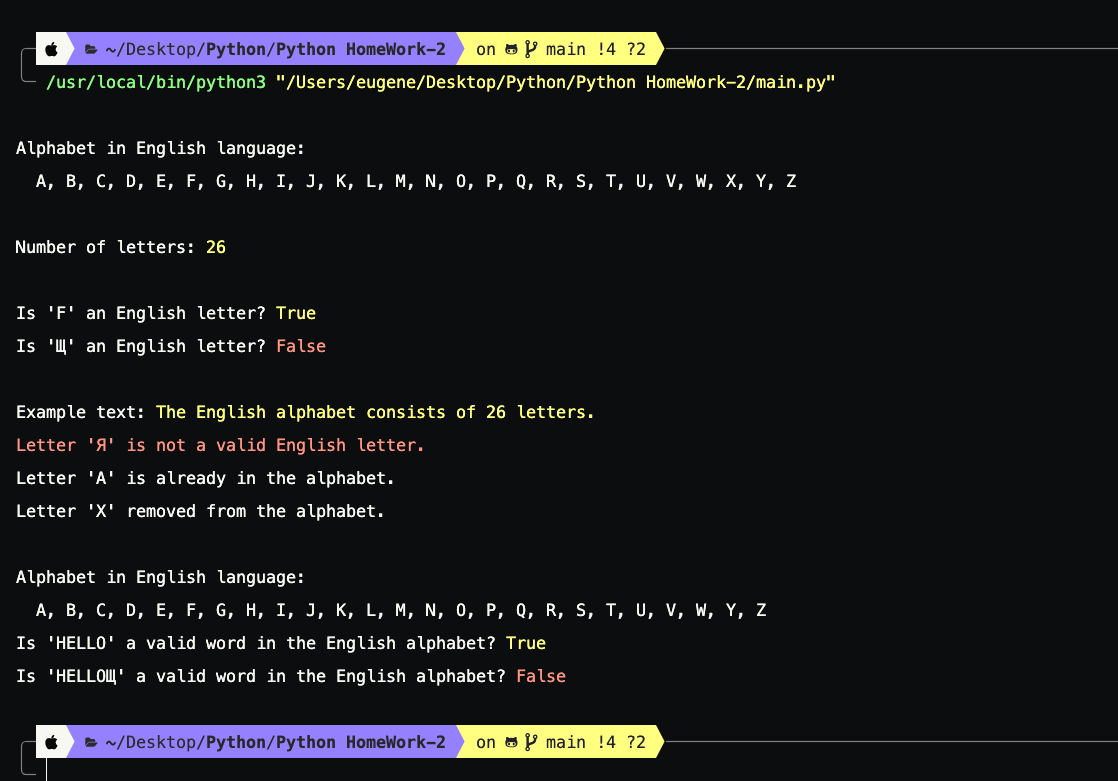 ~/Desktop/Python/Python HomeWork-2 on main !4 ?2
/usr/local/bin/python3 "/Users/eugene/Desktop/Python/Python HomeWork-2/main.py"
Alphabet in English language:
A, B, C, D, E, F, G, H, I, J, K, L, M, N, O, P, Q, R, S, T, U, V, W, X, Y, Z
Number of letters: 26
Is 'F' an English letter? True
Is 'Щ' an English letter? False
Example text: The English alphabet consists of 26 letters.
Letter 'Я' is not a valid English letter.
Letter 'A' is already in the alphabet.
Letter 'X' removed from the alphabet.
Alphabet in English language:
A, B, C, D, E, F, G, H, I, J, K, L, M, N, O, P, Q, R, S, T, U, V, W, Y, Z
Is 'HELLO' a valid word in the English alphabet? True
Is 'HELLOЩ' a valid word in the English alphabet? False
~/Desktop/Python/Python HomeWork-2 on main !4 ?2